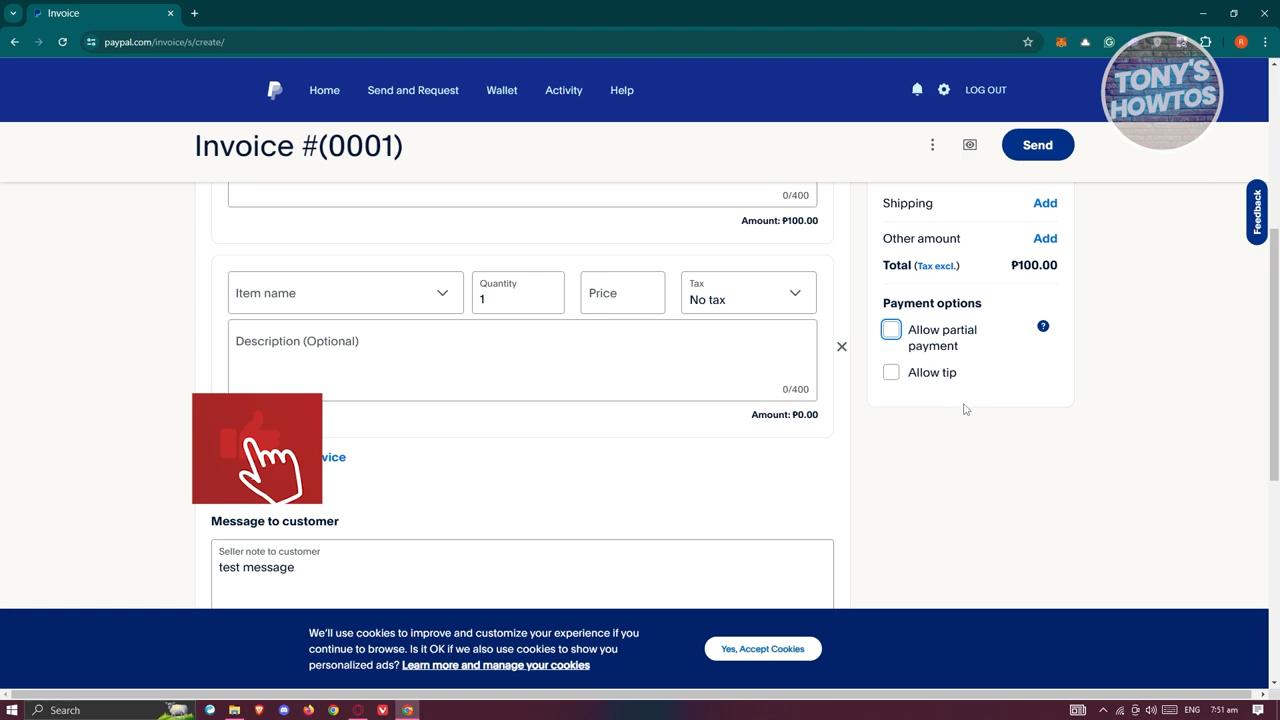 Invoice
paypal.com/invoice/s/create/
R
TONY'S
HOWTOS
Home
Send and Request
Wallet
Activity
Help
LOG OUT
Invoice #(0001)
Send
Feedback
0/400
Amount: ₱100.00
Shipping
Add
Other amount
Add
Total (Tax excl.)
₱100.00
Item name
Quantity
1
Price
Tax
No tax
Description (Optional)
0/400
Amount: ₱0.00
Payment options
Allow partial
payment
?
Allow tip
vice
Message to customer
Seller note to customer
test message
We'll use cookies to improve and customize your experience if you
continue to browse. Is it OK if we also use cookies to show you
personalized ads? Learn more and manage your cookies
Yes, Accept Cookies
Search
ENG
7:51 am